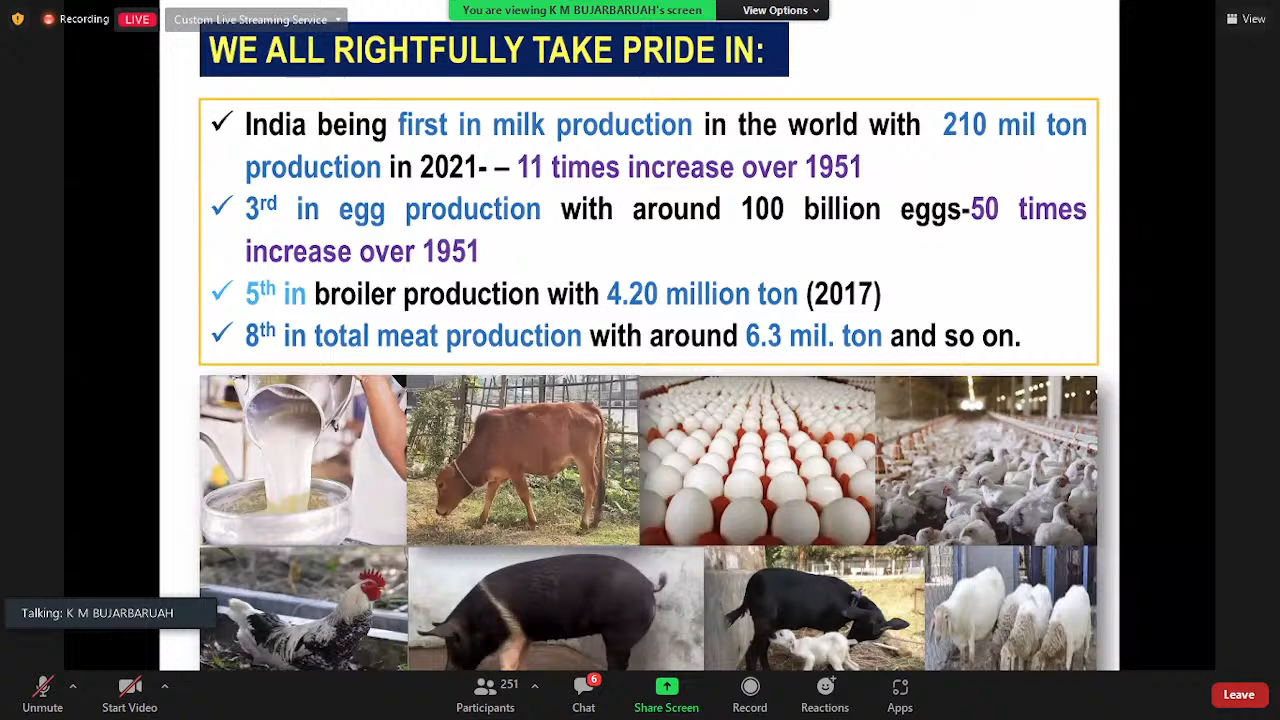 You are viewing K M BUJARBARUAH's screen View Options
Recording LIVE Custom Live Streaming Service View
WE ALL RIGHTFULLY TAKE PRIDE IN:
✓ India being first in milk production in the world with 210 mil ton
production in 2021- – 11 times increase over 1951
✓ 3rd in egg production with around 100 billion eggs-50 times
increase over 1951
✓ 5th in broiler production with 4.20 million ton (2017)
✓ 8th in total meat production with around 6.3 mil. ton and so on.
Talking: K M BUJARBARUAH
251 6
Unmute Start Video Participants Chat Share Screen Record Reactions Apps Leave